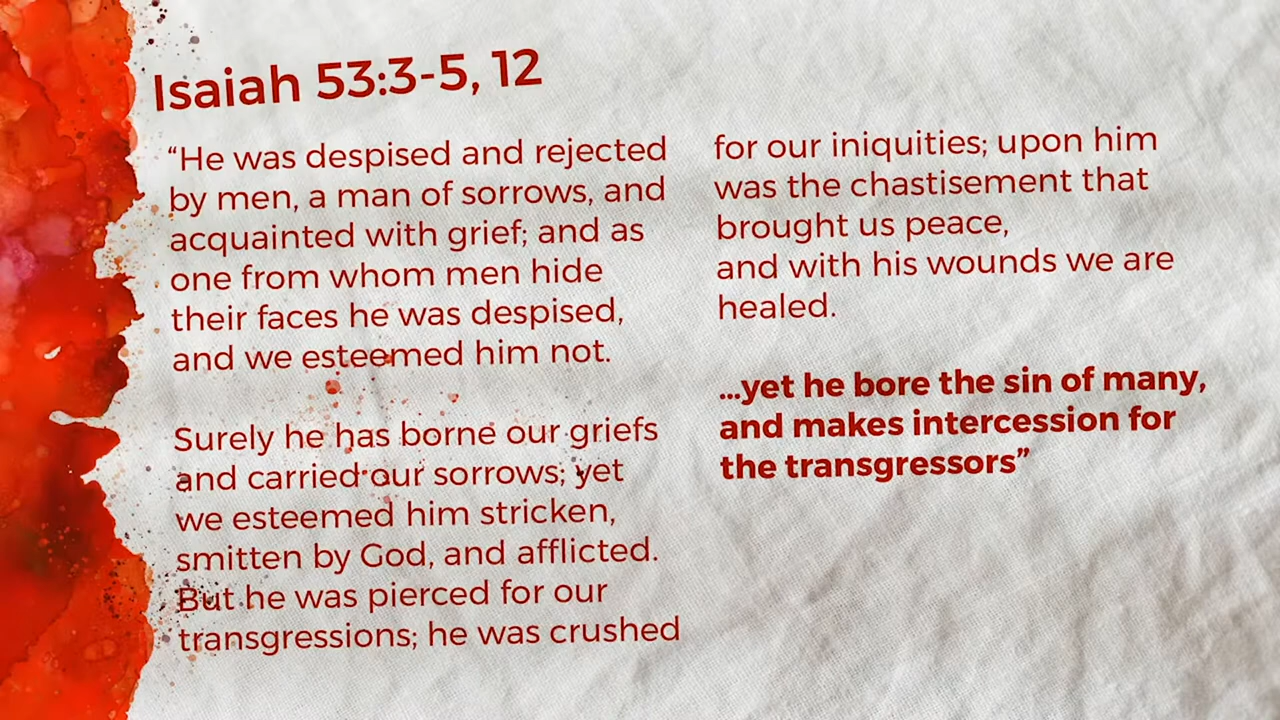 Isaiah 53:3-5, 12
“He was despised and rejected
by men, a man of sorrows, and
acquainted with grief; and as
one from whom men hide
their faces he was despised,
and we esteemed him not.
Surely he has borne our griefs
and carried our sorrows; yet
we esteemed him stricken,
smitten by God, and afflicted.
But he was pierced for our
transgressions; he was crushed
for our iniquities; upon him
was the chastisement that
brought us peace,
and with his wounds we are
healed.
...yet he bore the sin of many,
and makes intercession for
the transgressors”